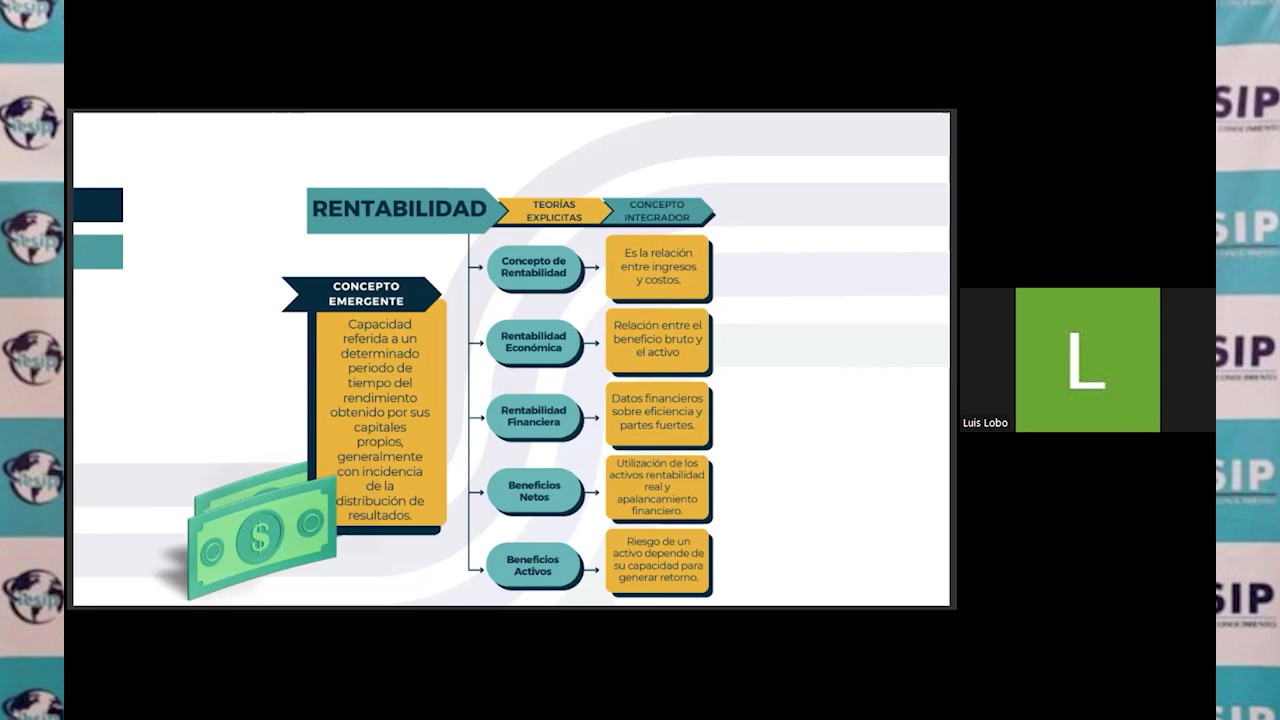 RENTABILIDAD
TEORÍAS
EXPLICITAS
CONCEPTO
INTEGRADOR
CONCEPTO
EMERGENTE
Capacidad
referida a un
determinado
periodo de
tiempo del
rendimiento
obtenido por sus
capitales
propios,
generalmente
con incidencia
de la
distribución de
resultados.
Concepto de
Rentabilidad
Es la relación
entre ingresos
y costos.
Rentabilidad
Económica
Relación entre el
beneficio bruto y
el activo
Rentabilidad
Financiera
Datos financieros
sobre eficiencia y
partes fuertes.
Beneficios
Netos
Utilización de los
activos rentabilidad
real y
apalancamiento
financiero.
Beneficios
Activos
Riesgo de un
activo depende de
su capacidad para
generar retorno.
$
L
Luis Lobo
SIP
SIP
SIP
SIP